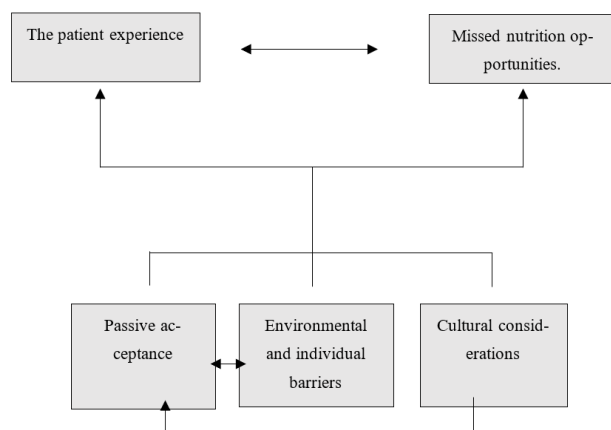 The patient experience
Missed nutrition op-
portunities.
Passive ac-
ceptance
Environmental
and individual
barriers
Cultural consid-
erations